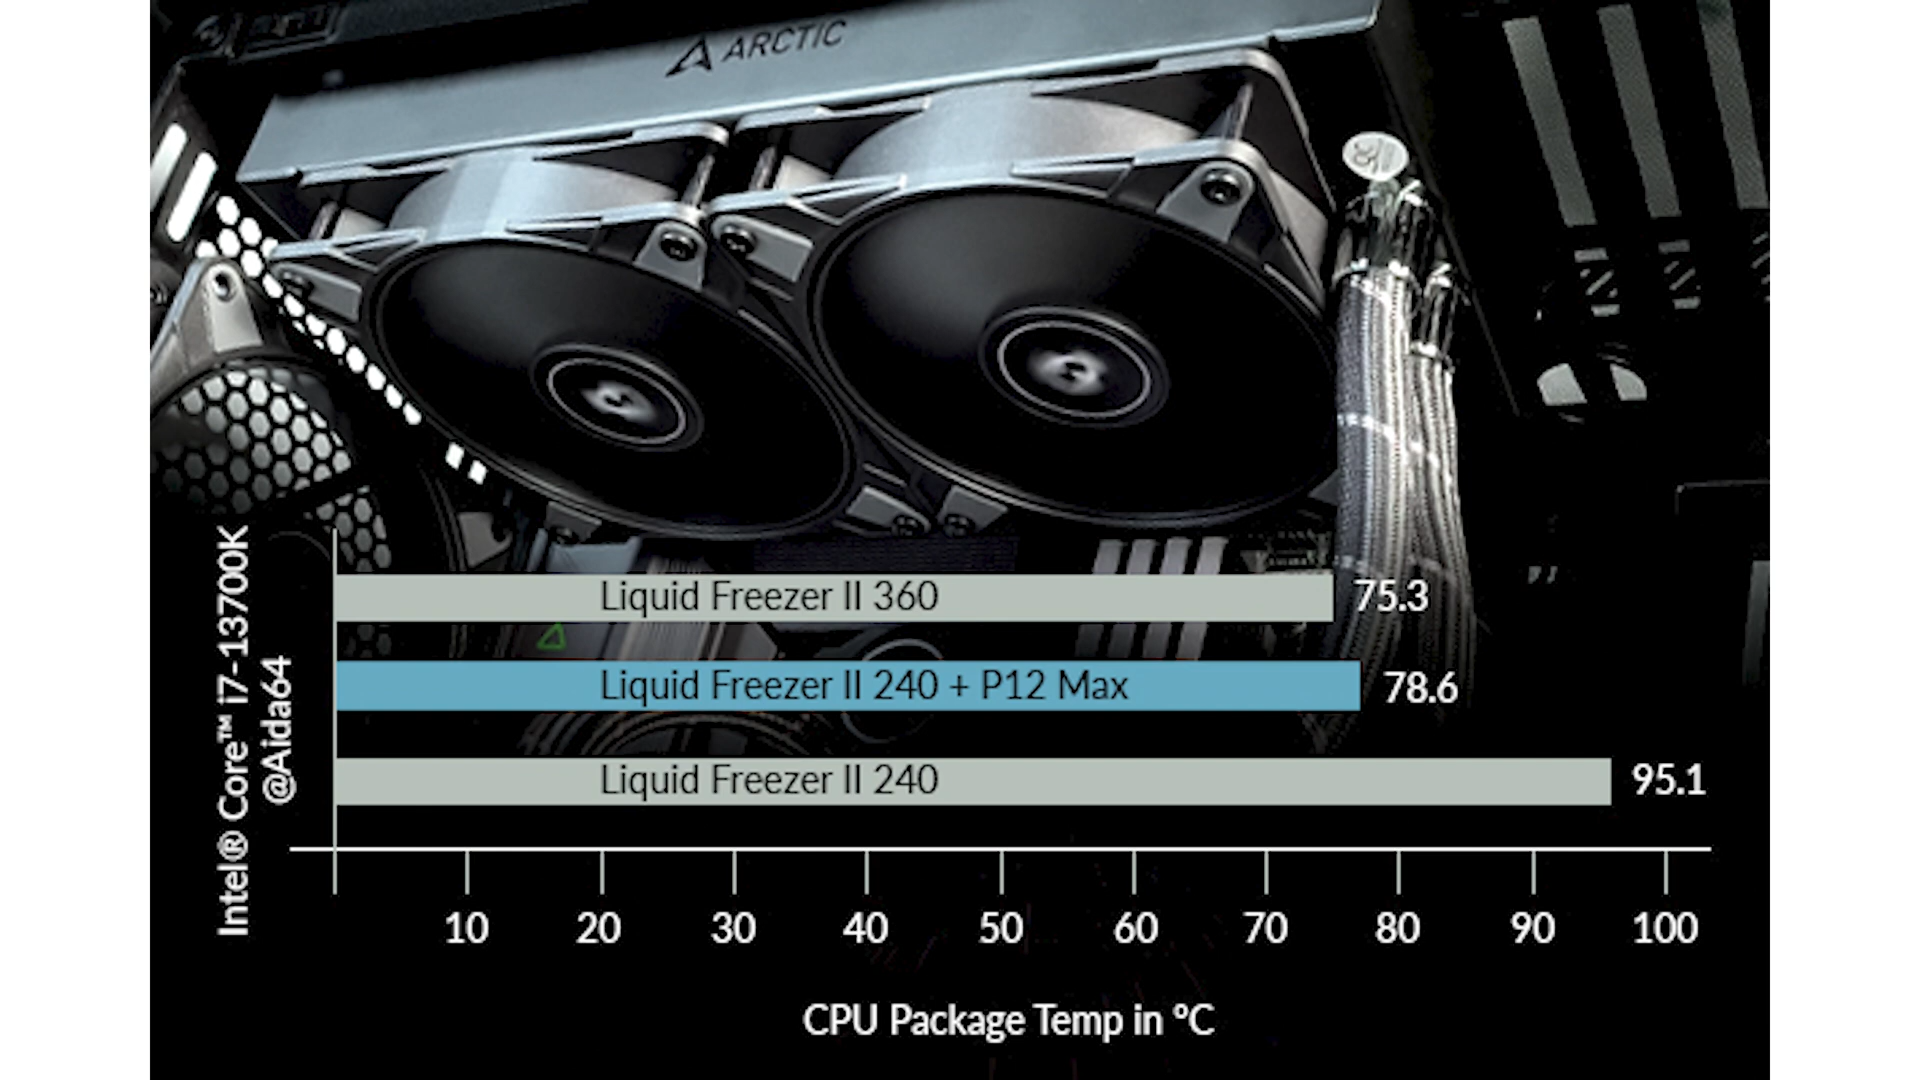 ARCTIC
Intel® Core™ i7-13700K
@Aida64
Liquid Freezer II 360
75.3
Liquid Freezer II 240 + P12 Max
78.6
Liquid Freezer II 240
95.1
10 20 30 40 50 60 70 80 90 100
CPU Package Temp in °C